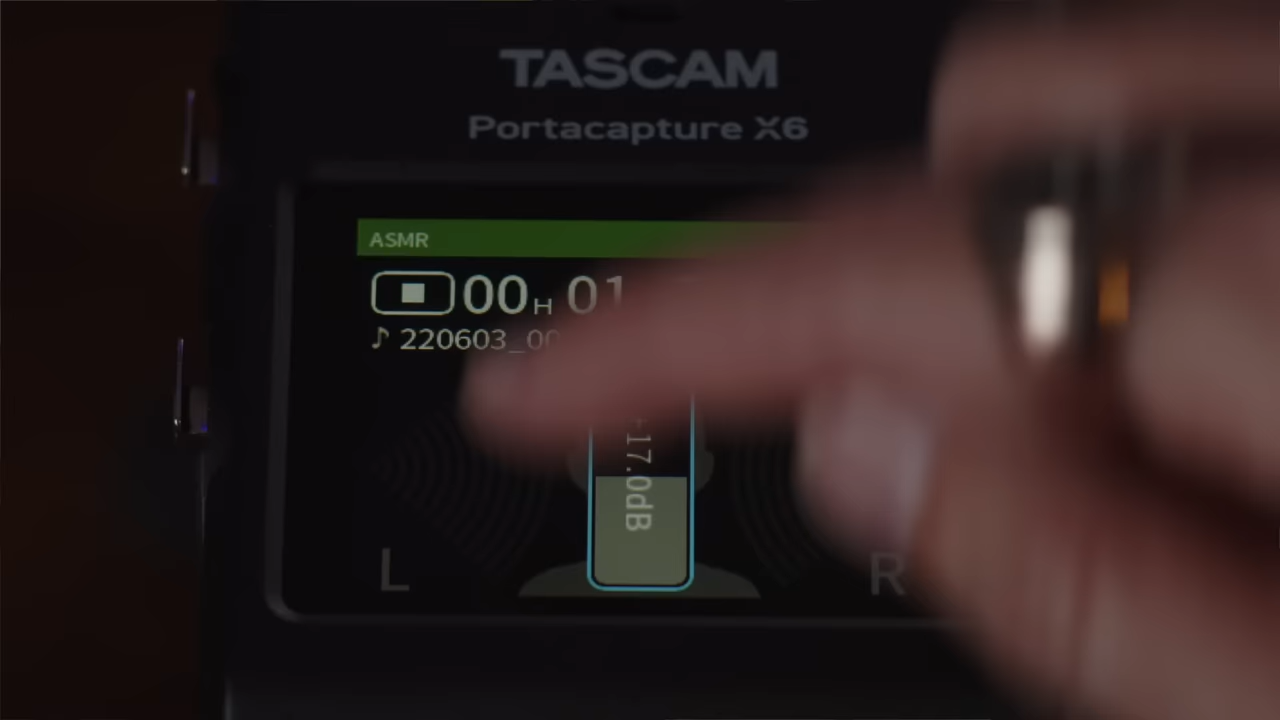 TASCAM
Portacapture X6
ASMR
00H 01
♪ 220603_00
17.0dB
L
R